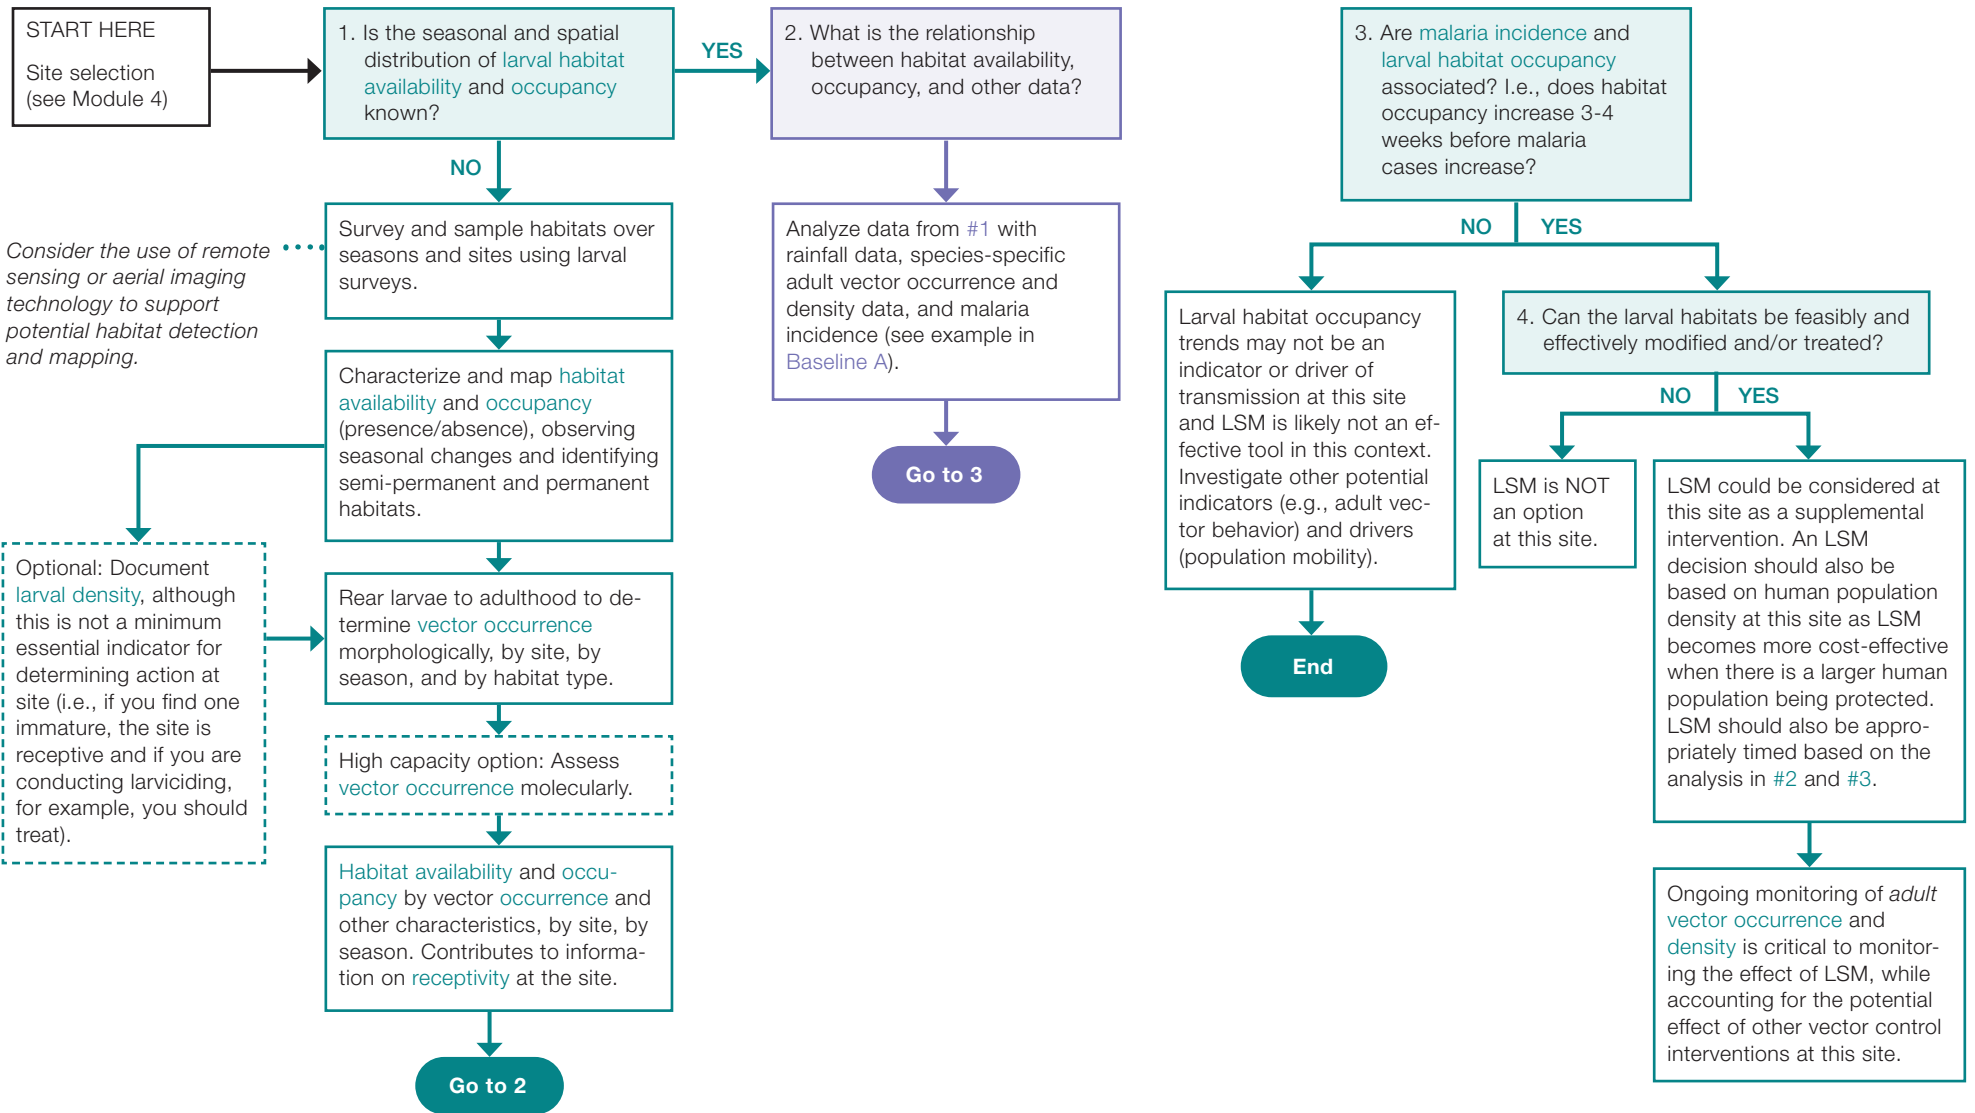 START HERE
Site selection
(see Module 4)
1. Is the seasonal and spatial
distribution of larval habitat
availability and occupancy
known?
YES
NO
2. What is the relationship
between habitat availability,
occupancy, and other data?
Consider the use of remote
sensing or aerial imaging
technology to support
potential habitat detection
and mapping.
Survey and sample habitats over
seasons and sites using larval
surveys.
Characterize and map habitat
availability and occupancy
(presence/absence), observing
seasonal changes and identifying
semi-permanent and permanent
habitats.
Optional: Document
larval density, although
this is not a minimum
essential indicator for
determining action at
site (i.e., if you find one
immature, the site is
receptive and if you are
conducting larviciding,
for example, you should
treat).
Rear larvae to adulthood to de-
termine vector occurrence
morphologically, by site, by
season, and by habitat type.
High capacity option: Assess
vector occurrence molecularly.
Habitat availability and occu-
pancy by vector occurrence and
other characteristics, by site, by
season. Contributes to informa-
tion on receptivity at the site.
Go to 2
Analyze data from #1 with
rainfall data, species-specific
adult vector occurrence and
density data, and malaria
incidence (see example in
Baseline A).
Go to 3
3. Are malaria incidence and
larval habitat occupancy
associated? I.e., does habitat
occupancy increase 3-4
weeks before malaria
cases increase?
NO
YES
Larval habitat occupancy
trends may not be an
indicator or driver of
transmission at this site
and LSM is likely not an ef-
fective tool in this context.
Investigate other potential
indicators (e.g., adult vec-
tor behavior) and drivers
(population mobility).
End
4. Can the larval habitats be feasibly and
effectively modified and/or treated?
NO
YES
LSM is NOT
an option
at this site.
LSM could be considered at
this site as a supplemental
intervention. An LSM
decision should also be
based on human population
density at this site as LSM
becomes more cost-effective
when there is a larger human
population being protected.
LSM should also be appro-
priately timed based on the
analysis in #2 and #3.
Ongoing monitoring of adult
vector occurrence and
density is critical to monitor-
ing the effect of LSM, while
accounting for the potential
effect of other vector control
interventions at this site.